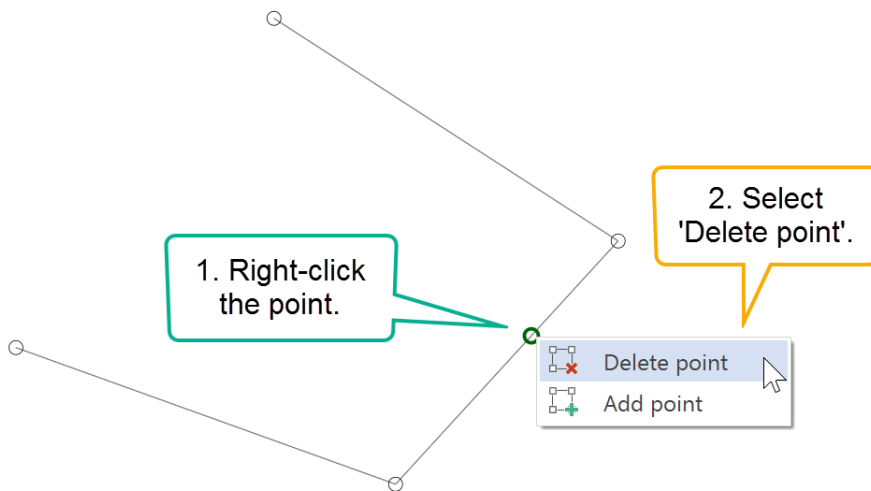 1. Right-click
the point.
2. Select
'Delete point'.
Delete point
Add point